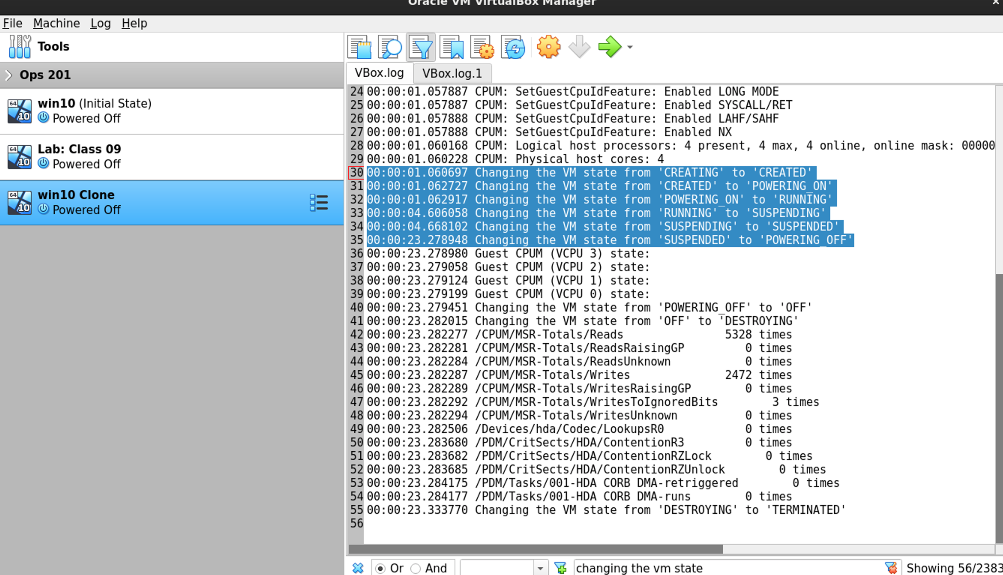 Oracle VM VirtualBox Manager
File Machine Log Help
Tools
Ops 201
win10 (Initial State)
Powered Off
Lab: Class 09
Powered Off
win10 Clone
Powered Off
VBox.log VBox.log.1
24 00:00:01.057887 CPUM: SetGuestCpuIdFeature: Enabled LONG MODE
25 00:00:01.057887 CPUM: SetGuestCpuIdFeature: Enabled SYSCALL/RET
26 00:00:01.057888 CPUM: SetGuestCpuIdFeature: Enabled LAHF/SAHF
27 00:00:01.057888 CPUM: SetGuestCpuIdFeature: Enabled NX
28 00:00:01.060168 CPUM: Logical host processors: 4 present, 4 max, 4 online, online mask: 00000
29 00:00:01.060228 CPUM: Physical host cores: 4
30 00:00:01.060697 Changing the VM state from 'CREATING' to 'CREATED'
31 00:00:01.062727 Changing the VM state from 'CREATED' to 'POWERING_ON'
32 00:00:01.062917 Changing the VM state from 'POWERING_ON' to 'RUNNING'
33 00:00:04.606058 Changing the VM state from 'RUNNING' to 'SUSPENDING'
34 00:00:04.668102 Changing the VM state from 'SUSPENDING' to 'SUSPENDED'
35 00:00:23.278948 Changing the VM state from 'SUSPENDED' to 'POWERING_OFF'
36 00:00:23.278980 Guest CPUM (VCPU 3) state:
37 00:00:23.279058 Guest CPUM (VCPU 2) state:
38 00:00:23.279124 Guest CPUM (VCPU 1) state:
39 00:00:23.279199 Guest CPUM (VCPU 0) state:
40 00:00:23.279451 Changing the VM state from 'POWERING_OFF' to 'OFF'
41 00:00:23.282015 Changing the VM state from 'OFF' to 'DESTROYING'
42 00:00:23.282277 /CPUM/MSR-Totals/Reads 5328 times
43 00:00:23.282281 /CPUM/MSR-Totals/ReadsRaisingGP 0 times
44 00:00:23.282284 /CPUM/MSR-Totals/ReadsUnknown 0 times
45 00:00:23.282287 /CPUM/MSR-Totals/Writes 2472 times
46 00:00:23.282289 /CPUM/MSR-Totals/WritesRaisingGP 0 times
47 00:00:23.282292 /CPUM/MSR-Totals/WritesToIgnoredBits 3 times
48 00:00:23.282294 /CPUM/MSR-Totals/WritesUnknown 0 times
49 00:00:23.282506 /Devices/hda/Codec/LookupsR0 0 times
50 00:00:23.283680 /PDM/CritSects/HDA/ContentionR3 0 times
51 00:00:23.283682 /PDM/CritSects/HDA/ContentionRZLock 0 times
52 00:00:23.283685 /PDM/CritSects/HDA/ContentionRZUnlock 0 times
53 00:00:23.284175 /PDM/Tasks/001-HDA CORB DMA-retriggered 0 times
54 00:00:23.284177 /PDM/Tasks/001-HDA CORB DMA-runs 0 times
55 00:00:23.333770 Changing the VM state from 'DESTROYING' to 'TERMINATED'
56
Or And changing the vm state Showing 56/2383